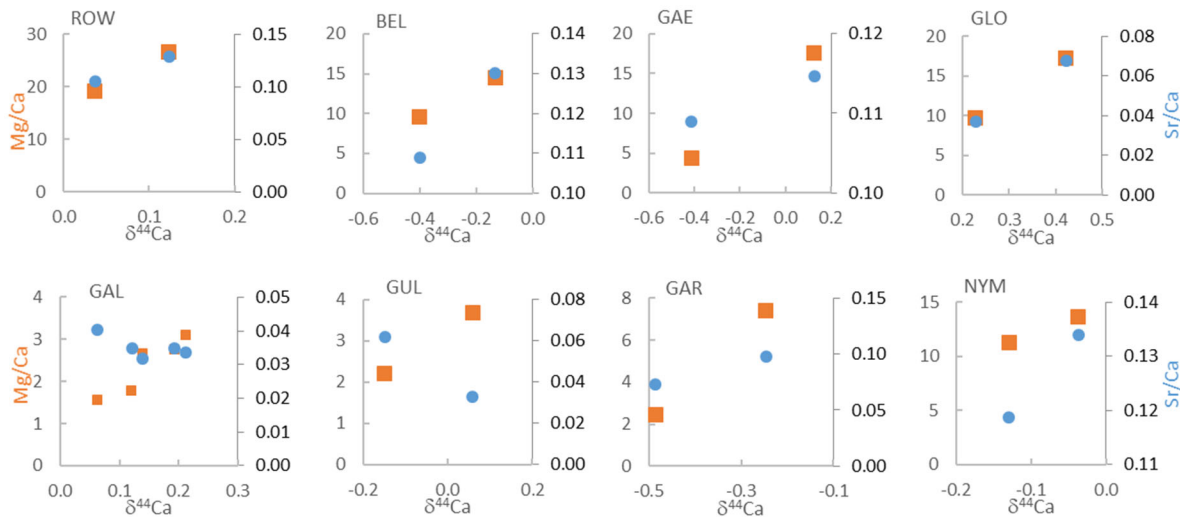 ROW
BEL
GAE
GLO
30 0.15 20 0.14 20 0.12 20 0.08
15 0.13 15 15 0.06
20 0.10 10 0.12 10 0.11 10 0.04
10 0.05 5 0.11 5 5 0.02
0 0.00 0 0.10 0 0.10 0 0.00
Mg/Ca
Sr/Ca
0.0 0.1 0.2 -0.6 -0.4 -0.2 0.0 -0.6 -0.4 -0.2 0.0 0.2 0.2 0.3 0.4 0.5
δ⁴⁴Ca δ⁴⁴Ca δ⁴⁴Ca δ⁴⁴Ca
GAL
GUL
GAR
NYM
4 0.05 4 0.08 8 0.15 15 0.14
3 0.04 3 0.06 6 0.10 10 0.13
2 0.03 2 0.04 4 0.05 5 0.12
1 0.02 1 0.02 2
0.01
0 0.00 0 0.00 0 0.00 0 0.11
Mg/Ca
Sr/Ca
0.0 0.1 0.2 0.3 -0.2 0.0 0.2 -0.5 -0.3 -0.1 -0.2 -0.1 0.0
δ⁴⁴Ca δ⁴⁴Ca δ⁴⁴Ca δ⁴⁴Ca